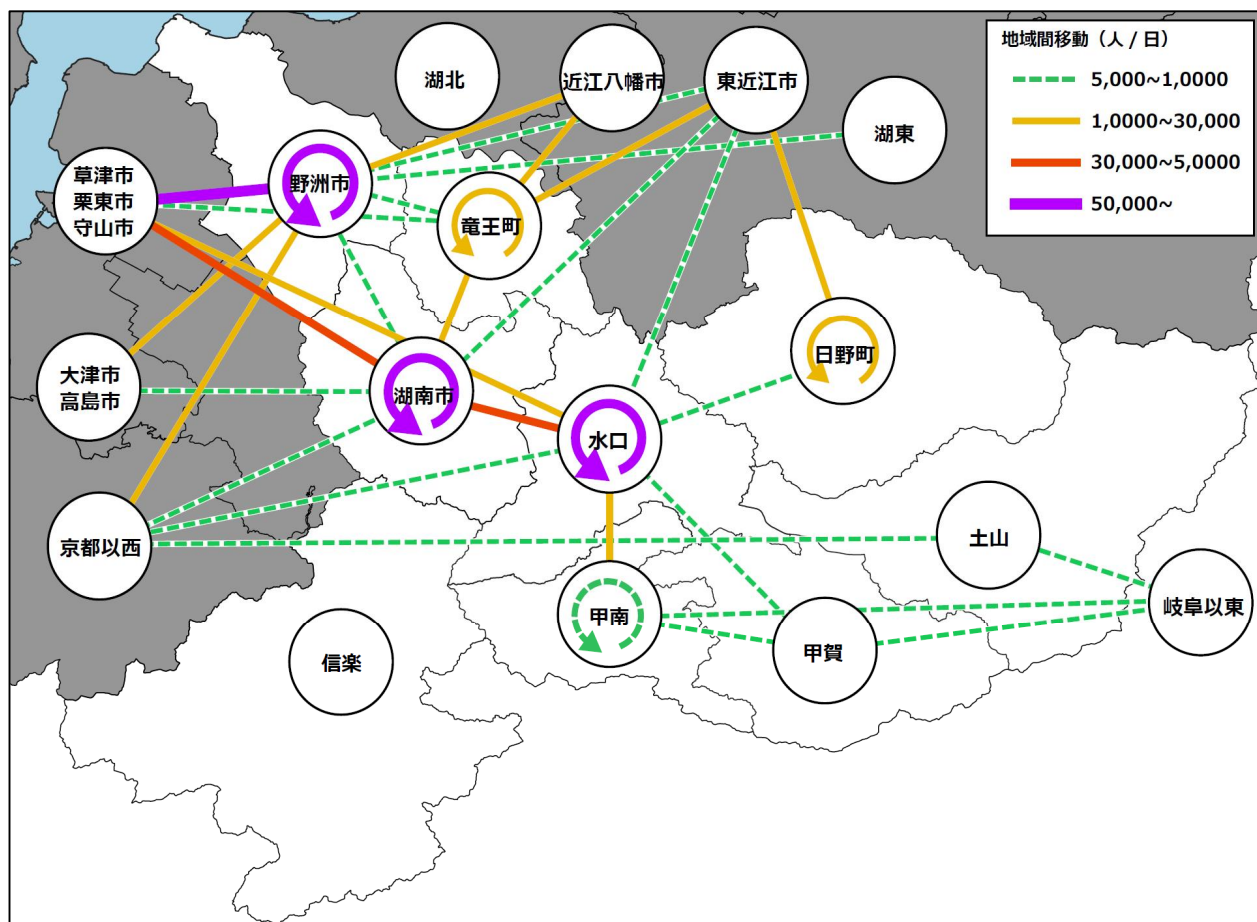 地域間移動（人 / 日）
5,000~1,0000
1,0000~30,000
30,000~5,0000
50,000~
湖北
近江八幡市
東近江市
湖東
野洲市
草津市
栗東市
守山市
竜王町
日野町
大津市
高島市
湖南市
水口
京都以西
土山
岐阜以東
甲南
甲賀
信楽